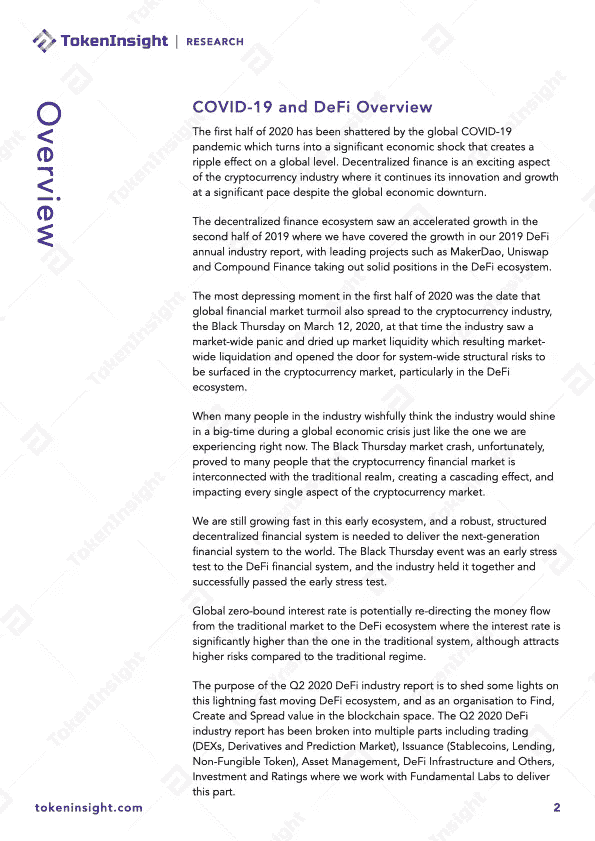 TokenInsight | RESEARCH
Overview
COVID-19 and DeFi Overview
The first half of 2020 has been shattered by the global COVID-19
pandemic which turns into a significant economic shock that creates a
ripple effect on a global level. Decentralized finance is an exciting aspect
of the cryptocurrency industry where it continues its innovation and growth
at a significant pace despite the global economic downturn.
The decentralized finance ecosystem saw an accelerated growth in the
second half of 2019 where we have covered the growth in our 2019 DeFi
annual industry report, with leading projects such as MakerDao, Uniswap
and Compound Finance taking out solid positions in the DeFi ecosystem.
The most depressing moment in the first half of 2020 was the date that
global financial market turmoil also spread to the cryptocurrency industry,
the Black Thursday on March 12, 2020, at that time the industry saw a
market-wide panic and dried up market liquidity which resulting market-
wide liquidation and opened the door for system-wide structural risks to
be surfaced in the cryptocurrency market, particularly in the DeFi
ecosystem.
When many people in the industry wishfully think the industry would shine
in a big-time during a global economic crisis just like the one we are
experiencing right now. The Black Thursday market crash, unfortunately,
proved to many people that the cryptocurrency financial market is
interconnected with the traditional realm, creating a cascading effect, and
impacting every single aspect of the cryptocurrency market.
We are still growing fast in this early ecosystem, and a robust, structured
decentralized financial system is needed to deliver the next-generation
financial system to the world. The Black Thursday event was an early stress
test to the DeFi financial system, and the industry held it together and
successfully passed the early stress test.
Global zero-bound interest rate is potentially re-directing the money flow
from the traditional market to the DeFi ecosystem where the interest rate is
significantly higher than the one in the traditional system, although attracts
higher risks compared to the traditional regime.
The purpose of the Q2 2020 DeFi industry report is to shed some lights on
this lightning fast moving DeFi ecosystem, and as an organisation to Find,
Create and Spread value in the blockchain space. The Q2 2020 DeFi
industry report has been broken into multiple parts including trading
(DEXs, Derivatives and Prediction Market), Issuance (Stablecoins, Lending,
Non-Fungible Token), Asset Management, DeFi Infrastructure and Others,
Investment and Ratings where we work with Fundamental Labs to deliver
this part.
tokeninsight.com 2